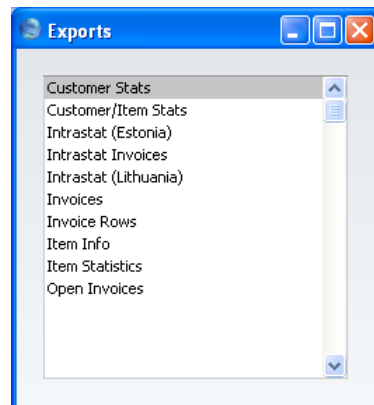 Exports
Customer Stats
Customer/Item Stats
Intrastat (Estonia)
Intrastat Invoices
Intrastat (Lithuania)
Invoices
Invoice Rows
Item Info
Item Statistics
Open Invoices